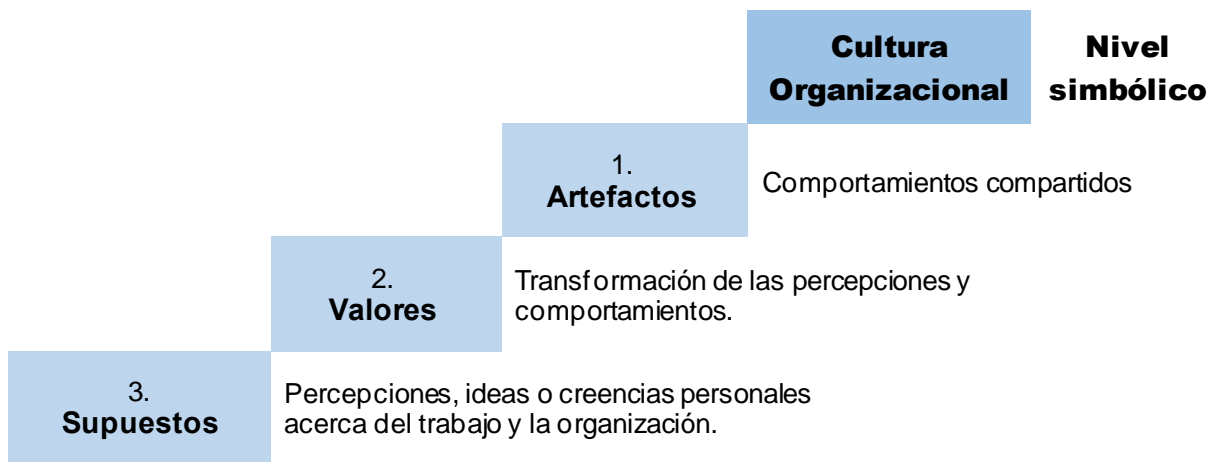 Cultura
Organizacional
Nivel
simbólico
1.
Artefactos
Comportamientos compartidos
2.
Valores
Transformación de las percepciones y
comportamientos.
3.
Supuestos
Percepciones, ideas o creencias personales
acerca del trabajo y la organización.